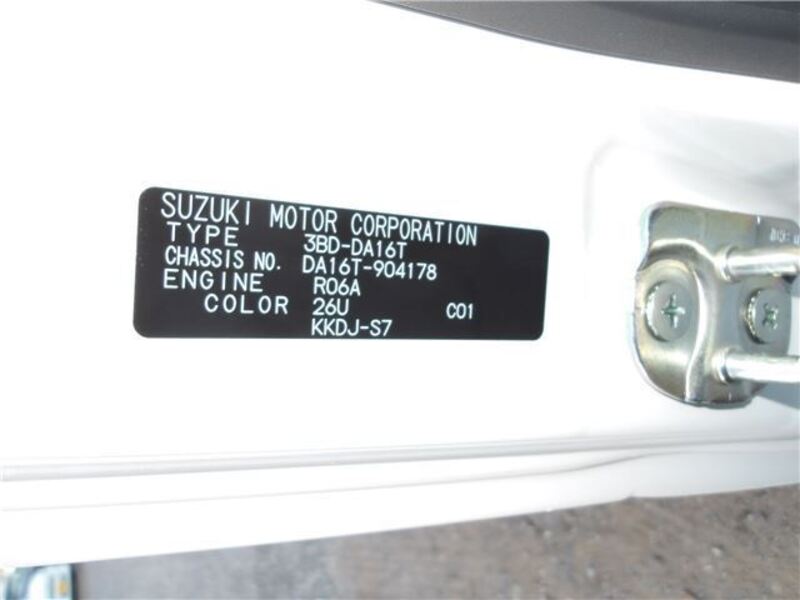 SUZUKI MOTOR CORPORATION
TYPE 3BD-DA16T
CHASSIS NO. DA16T-904178
ENGINE R06A
COLOR 26U C01
KKDJ-S7